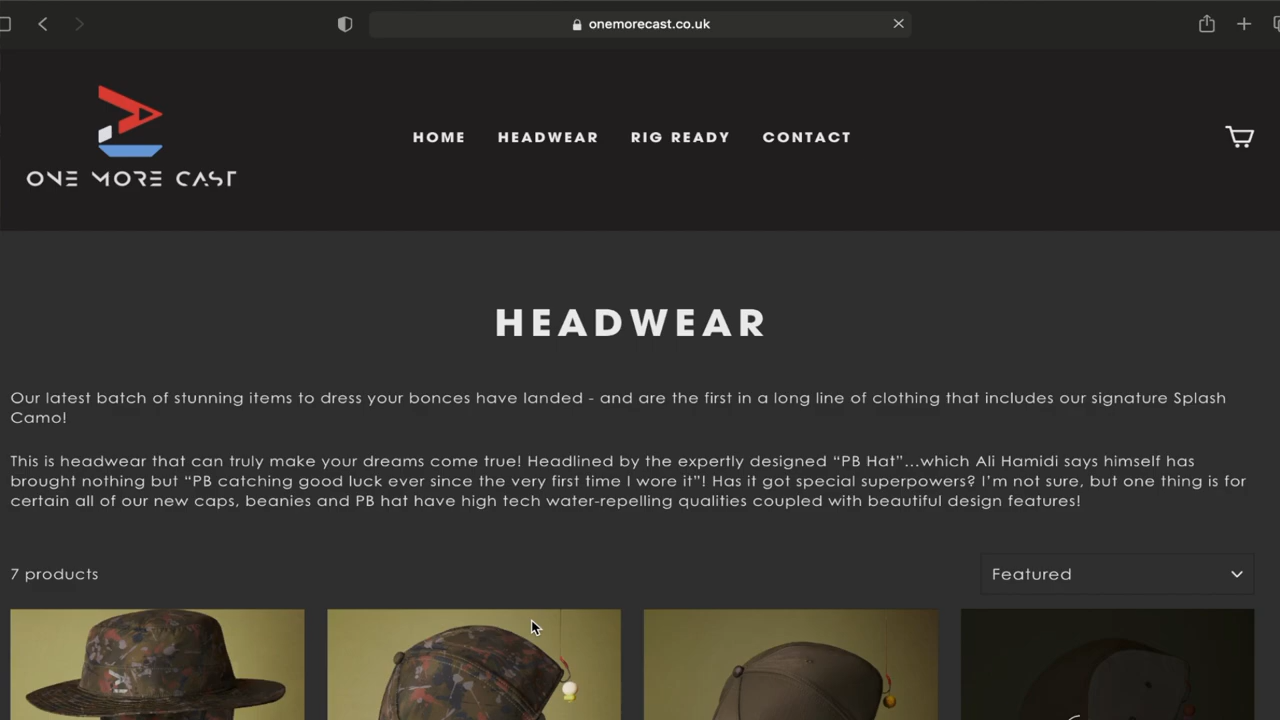 onemorecast.co.uk
ONE MORE CAST
HOME HEADWEAR RIG READY CONTACT
HEADWEAR
Our latest batch of stunning items to dress your bonces have landed - and are the first in a long line of clothing that includes our signature Splash
Camo!
This is headwear that can truly make your dreams come true! Headlined by the expertly designed “PB Hat”...which Ali Hamidi says himself has
brought nothing but “PB catching good luck ever since the very first time I wore it”! Has it got special superpowers? I’m not sure, but one thing is for
certain all of our new caps, beanies and PB hat have high tech water-repelling qualities coupled with beautiful design features!
7 products
Featured